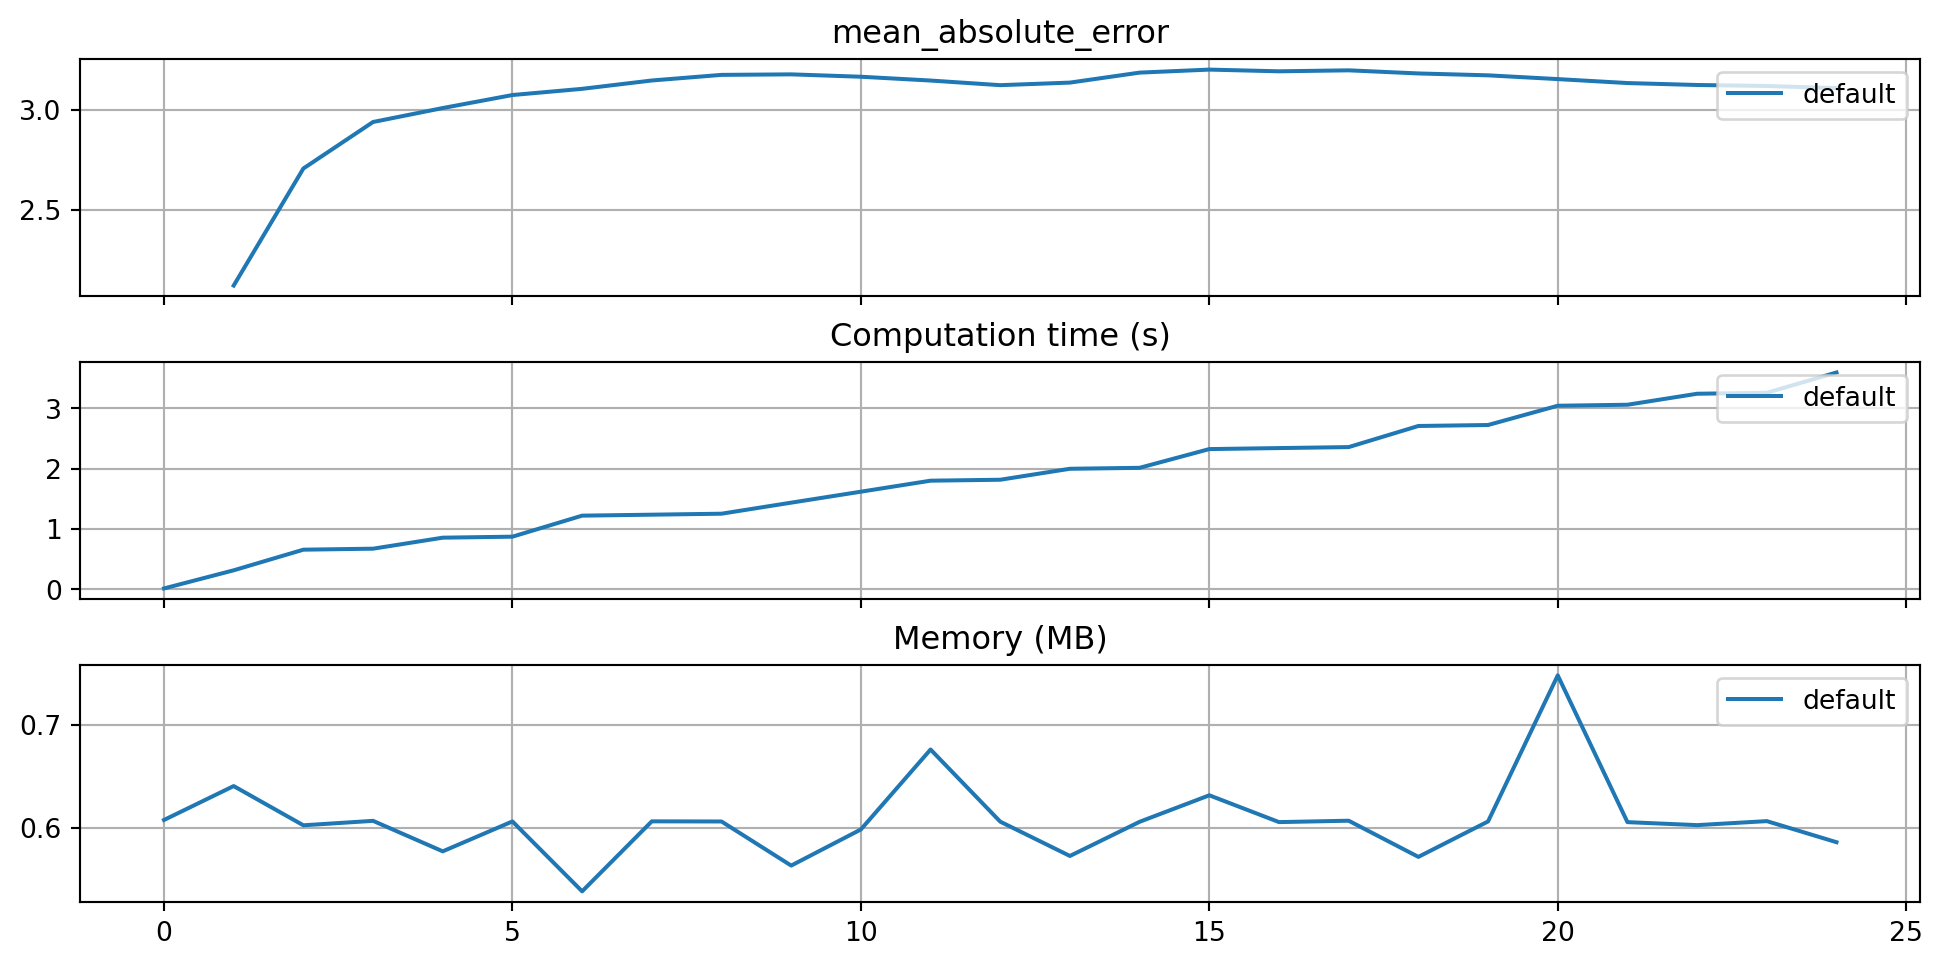 mean_absolute_error
3.0
2.5
default
Computation time (s)
3
2
1
0
default
Memory (MB)
0.7
0.6
default
0 5 10 15 20 25